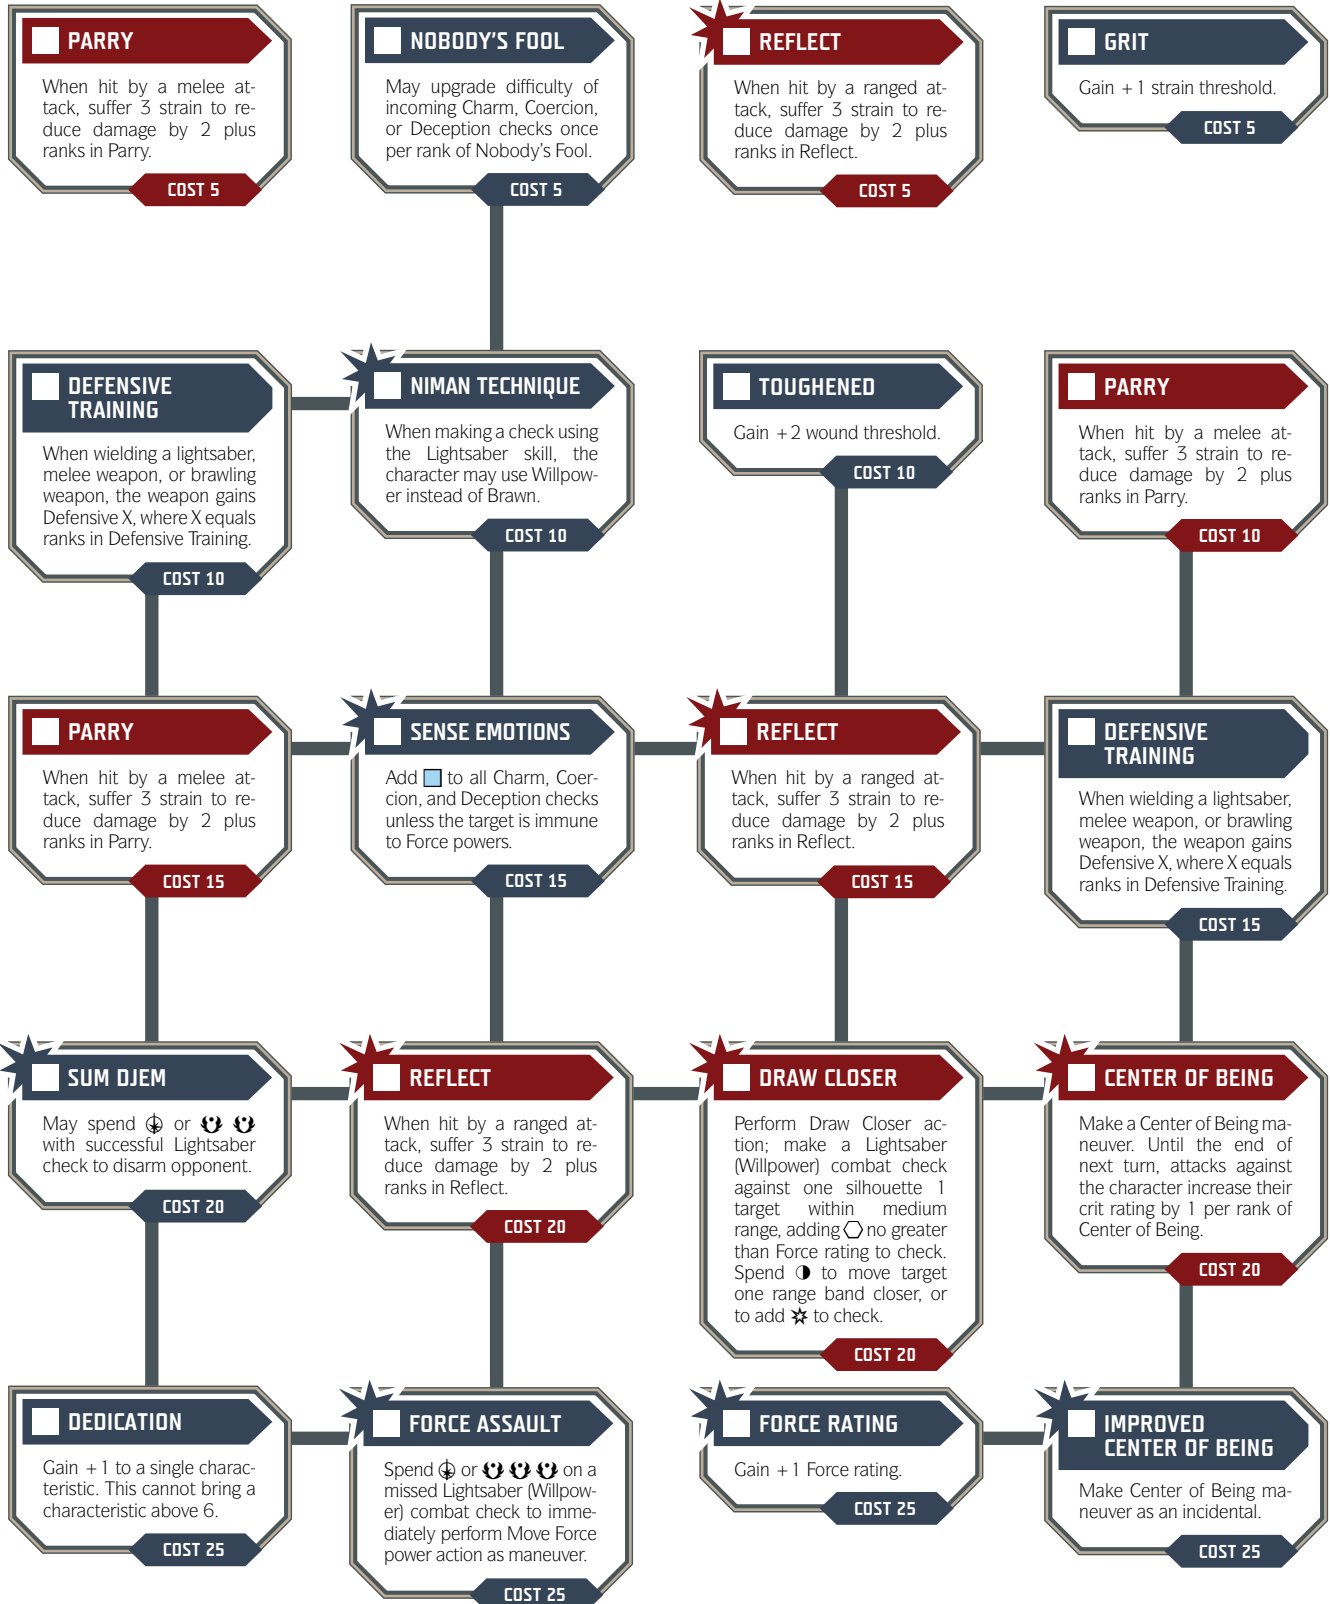 PARRY
When hit by a melee at-
tack, suffer 3 strain to re-
duce damage by 2 plus
ranks in Parry.
COST 5
NOBODY'S FOOL
May upgrade difficulty of
incoming Charm, Coercion,
or Deception checks once
per rank of Nobody's Fool.
COST 5
REFLECT
When hit by a ranged at-
tack, suffer 3 strain to re-
duce damage by 2 plus
ranks in Reflect.
COST 5
GRIT
Gain +1 strain threshold.
COST 5
DEFENSIVE
TRAINING
When wielding a lightsaber,
melee weapon, or brawling
weapon, the weapon gains
Defensive X, where X equals
ranks in Defensive Training.
COST 10
NIMAN TECHNIQUE
When making a check using
the Lightsaber skill, the
character may use Willpow-
er instead of Brawn.
COST 10
TOUGHENED
Gain +2 wound threshold.
COST 10
PARRY
When hit by a melee at-
tack, suffer 3 strain to re-
duce damage by 2 plus
ranks in Parry.
COST 10
PARRY
When hit by a melee at-
tack, suffer 3 strain to re-
duce damage by 2 plus
ranks in Parry.
COST 15
SENSE EMOTIONS
Add to all Charm, Coer-
cion, and Deception checks
unless the target is immune
to Force powers.
COST 15
REFLECT
When hit by a ranged at-
tack, suffer 3 strain to re-
duce damage by 2 plus
ranks in Reflect.
COST 15
DEFENSIVE
TRAINING
When wielding a lightsaber,
melee weapon, or brawling
weapon, the weapon gains
Defensive X, where X equals
ranks in Defensive Training.
COST 15
SUM DJEM
May spend or
with successful Lightsaber
check to disarm opponent.
COST 20
REFLECT
When hit by a ranged at-
tack, suffer 3 strain to re-
duce damage by 2 plus
ranks in Reflect.
COST 20
DRAW CLOSER
Perform Draw Closer ac-
tion; make a Lightsaber
(Willpower) combat check
against one silhouette 1
target within medium
range, adding no greater
than Force rating to check.
Spend to move target
one range band closer, or
to add to check.
COST 20
CENTER OF BEING
Make a Center of Being ma-
neuver. Until the end of
next turn, attacks against
the character increase their
crit rating by 1 per rank of
Center of Being.
COST 20
DEDICATION
Gain +1 to a single charac-
teristic. This cannot bring a
characteristic above 6.
COST 25
FORCE ASSAULT
Spend or on a
missed Lightsaber (Willpow-
er) combat check to imme-
diately perform Move Force
power action as maneuver.
COST 25
FORCE RATING
Gain +1 Force rating.
COST 25
IMPROVED
CENTER OF BEING
Make Center of Being ma-
neuver as an incidental.
COST 25